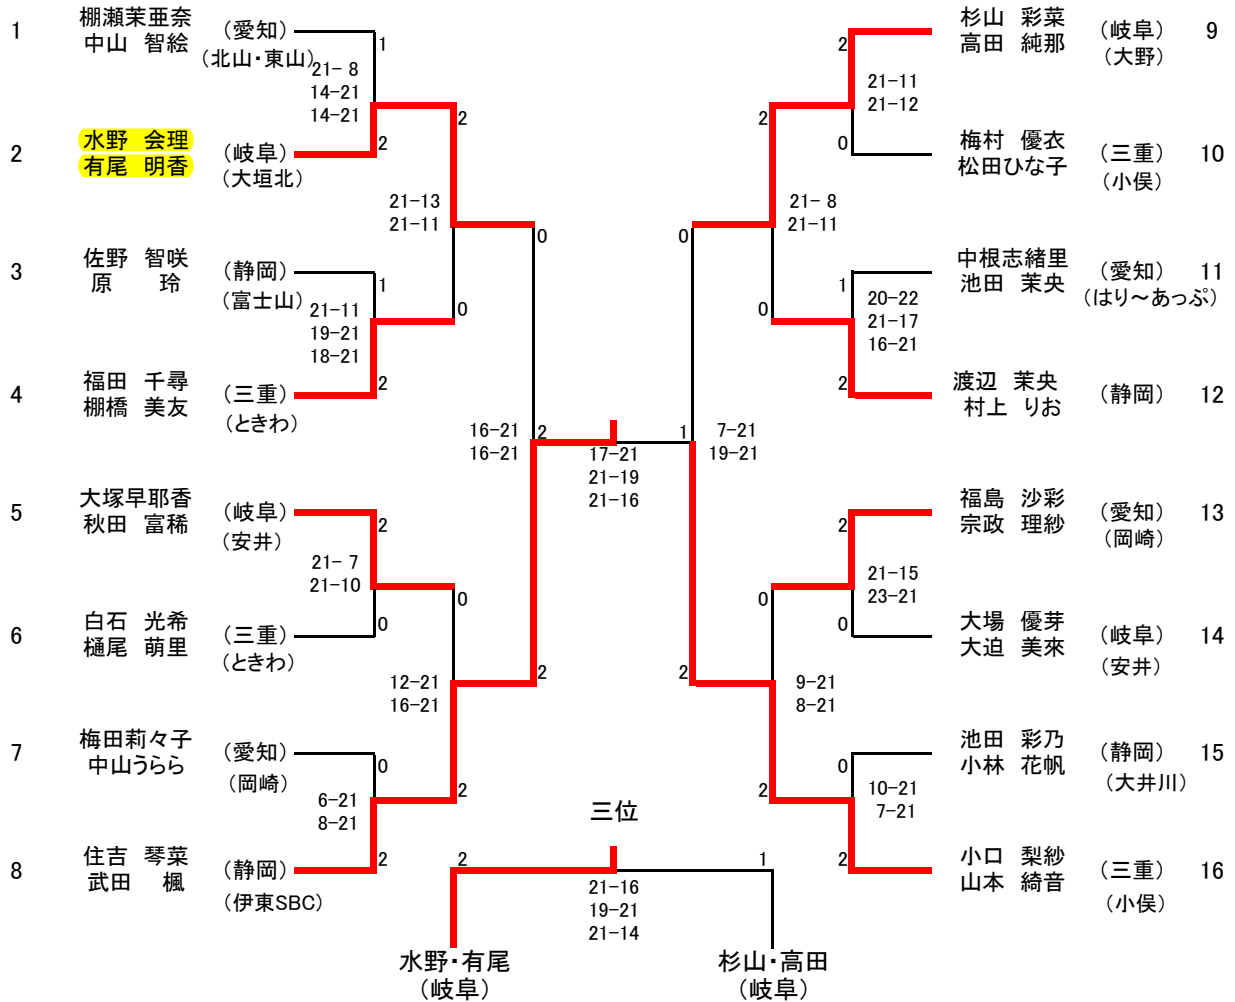 1
棚瀬茉亜奈
中山　智絵
（愛知）
（北山・東山）
1
21- 8
14-21
14-21
2
2
水野　会理
有尾　明香
（岐阜）
（大垣北）
2
21-13
21-11
0
3
佐野　智咲
原　　玲
（静岡）
（富士山）
1
21-11
19-21
18-21
0
4
福田　千尋
棚橋　美友
（三重）
（ときわ）
2
16-21
16-21
2
5
大塚早耶香
秋田　富稀
（岐阜）
（安井）
2
21- 7
21-10
0
6
白石　光希
樋尾　萌里
（三重）
（ときわ）
0
12-21
16-21
2
7
梅田莉々子
中山うらら
（愛知）
（岡崎）
0
6-21
8-21
2
8
住吉　琴菜
武田　楓
（静岡）
（伊東SBC）
2
17-21
21-19
21-16
杉山　彩菜
高田　純那
（岐阜）
（大野）
9
2
21-11
21-12
2
梅村　優衣
松田ひな子
（三重）
（小俣）
10
0
21- 8
21-11
0
中根志緒里
池田　茉央
（愛知）
（はり～あっぷ）
11
1
20-22
21-17
16-21
0
渡辺　茉央
村上　りお
（静岡）
12
2
1
7-21
19-21
福島　沙彩
宗政　理紗
（愛知）
（岡崎）
13
2
21-15
23-21
0
大場　優芽
大迫　美來
（岐阜）
（安井）
14
0
2
9-21
8-21
池田　彩乃
小林　花帆
（静岡）
（大井川）
15
0
10-21
7-21
2
小口　梨紗
山本　綺音
（三重）
（小俣）
16
2
三位
2
1
21-16
19-21
21-14
水野・有尾
（岐阜）
杉山・高田
（岐阜）